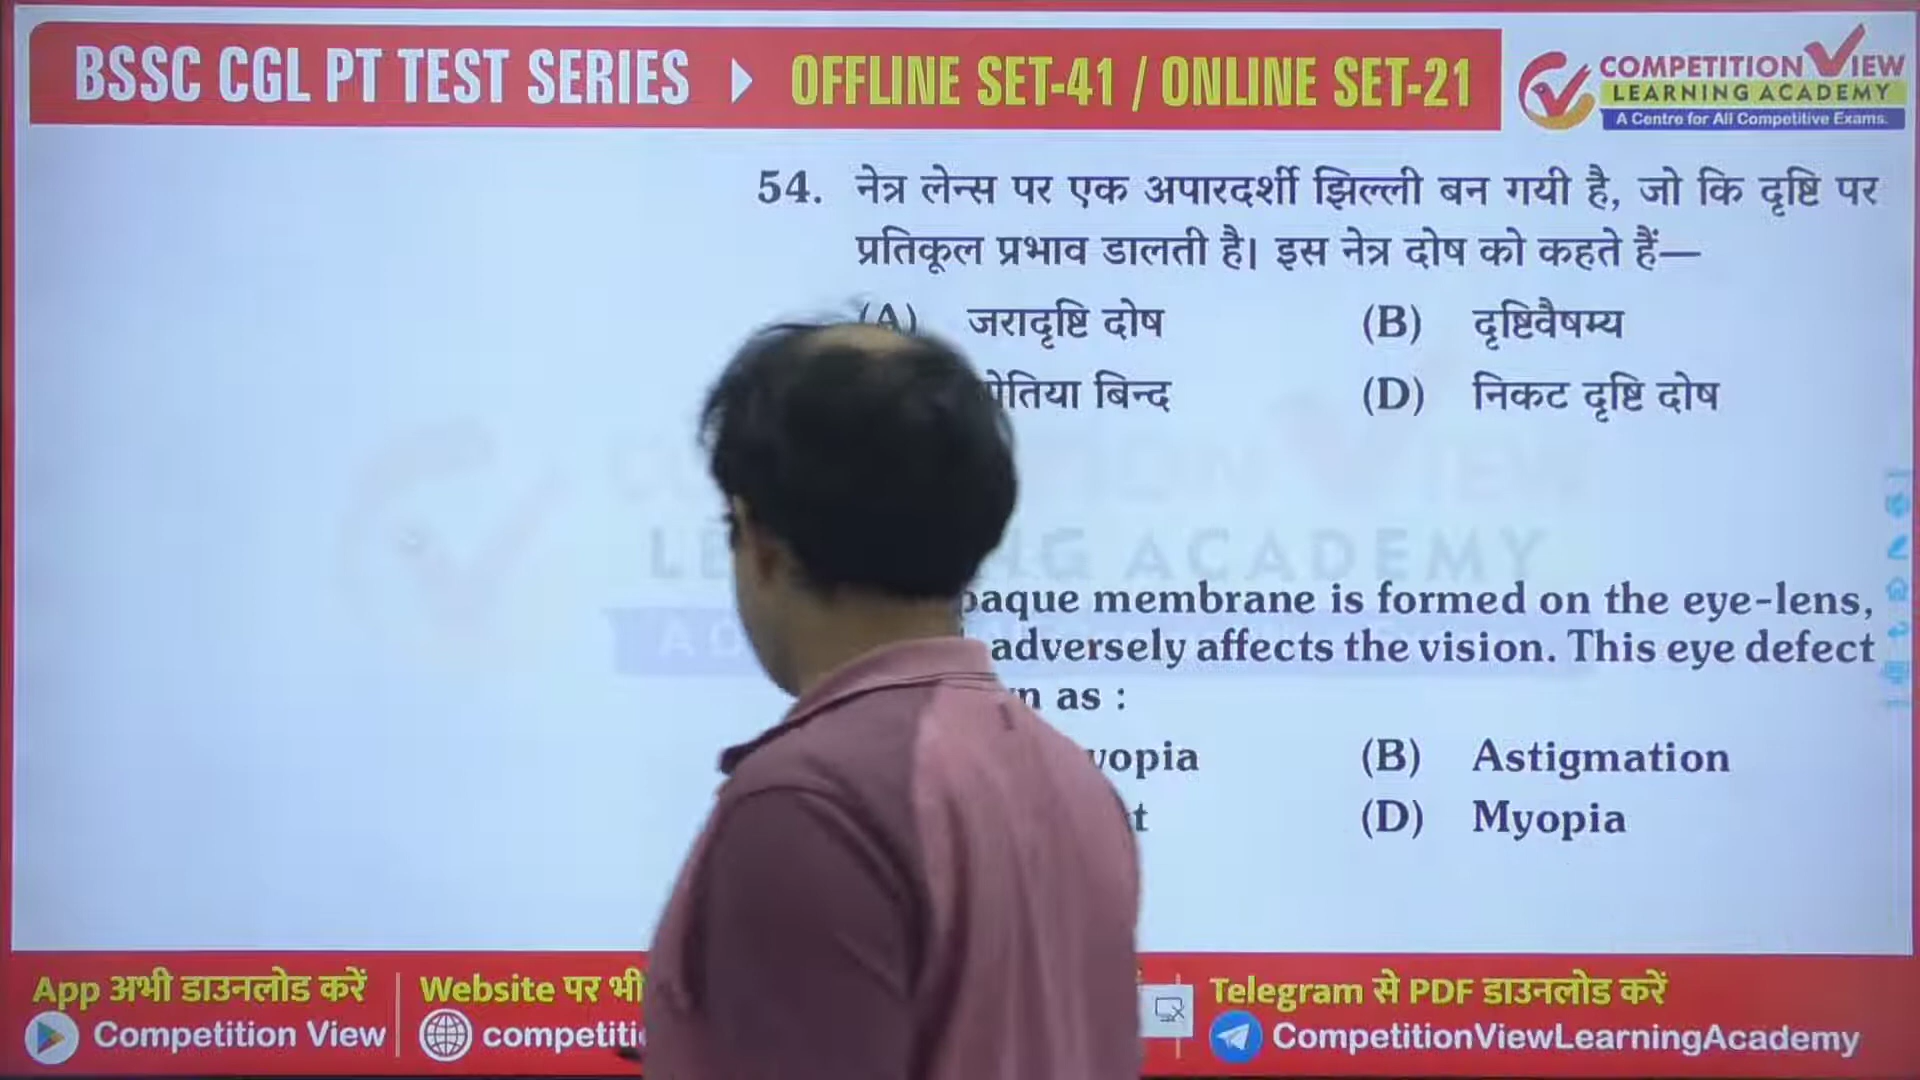 BSSC CGL PT TEST SERIES OFFLINE SET-41 / ONLINE SET-21
COMPETITION VIEW
LEARNING ACADEMY
A Centre for All Competitive Exams.
54. नेत्र लेन्स पर एक अपारदर्शी झिल्ली बन गयी है, जो कि दृष्टि पर
प्रतिकूल प्रभाव डालती है। इस नेत्र दोष को कहते हैं—
(A) जरादृष्टि दोष (B) दृष्टिवैषम्य
बिन्द (D) निकट दृष्टि दोष
LEARNING ACADEMY
membrane is formed on the eye-lens,
adversely affects the vision. This eye defect
as :
(B) Astigmation
(D) Myopia
App अभी डाउनलोड करें Website पर भी Telegram से PDF डाउनलोड करें
Competition View CompetitionViewLearningAcademy